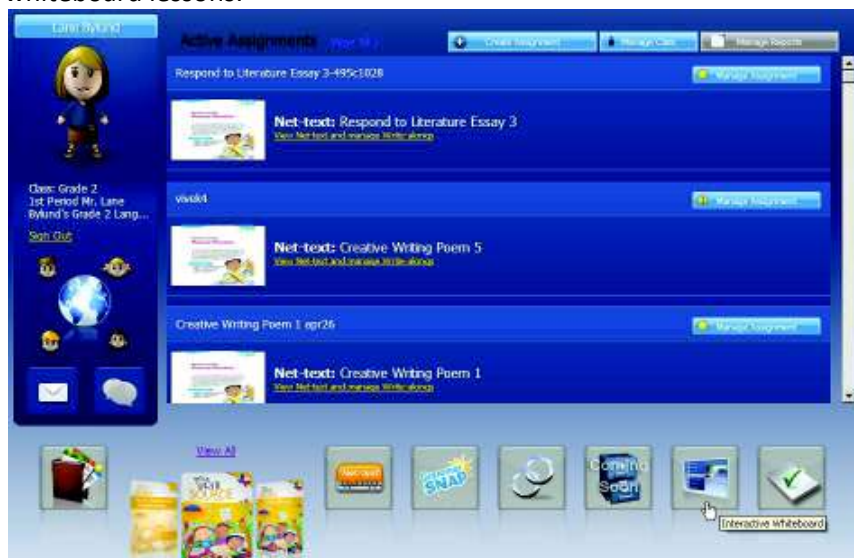 whiteboard lessons.
Lane Bylund
Active Assignments
Create Assignment
Manage Class
Manage Reports
Respond to Literature Essay 3-495c1028
Manage Assignment
Net-text: Respond to Literature Essay 3
View Net-text and manage Write-alongs
Class: Grade 2
1st Period Mr. Lane
Bylund's Grade 2 Lang...
Sign Out
vivek4
Manage Assignment
Net-text: Creative Writing Poem 5
View Net-text and manage Write-alongs
Creative Writing Poem 1 apr26
Manage Assignment
Net-text: Creative Writing Poem 1
View Net-text and manage Write-alongs
View All
Net-text
SNAP
Coming
Soon
Interactive Whiteboard